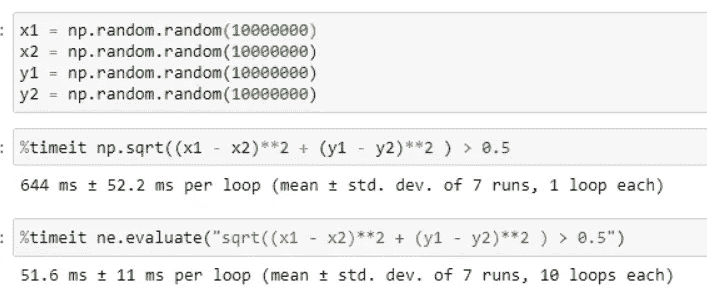 : x1 = np.random.random(10000000)
x2 = np.random.random(10000000)
y1 = np.random.random(10000000)
y2 = np.random.random(10000000)
: %timeit np.sqrt((x1 - x2)**2 + (y1 - y2)**2 ) > 0.5
644 ms ± 52.2 ms per loop (mean ± std. dev. of 7 runs, 1 loop each)
: %timeit ne.evaluate("sqrt((x1 - x2)**2 + (y1 - y2)**2 ) > 0.5")
51.6 ms ± 11 ms per loop (mean ± std. dev. of 7 runs, 10 loops each)